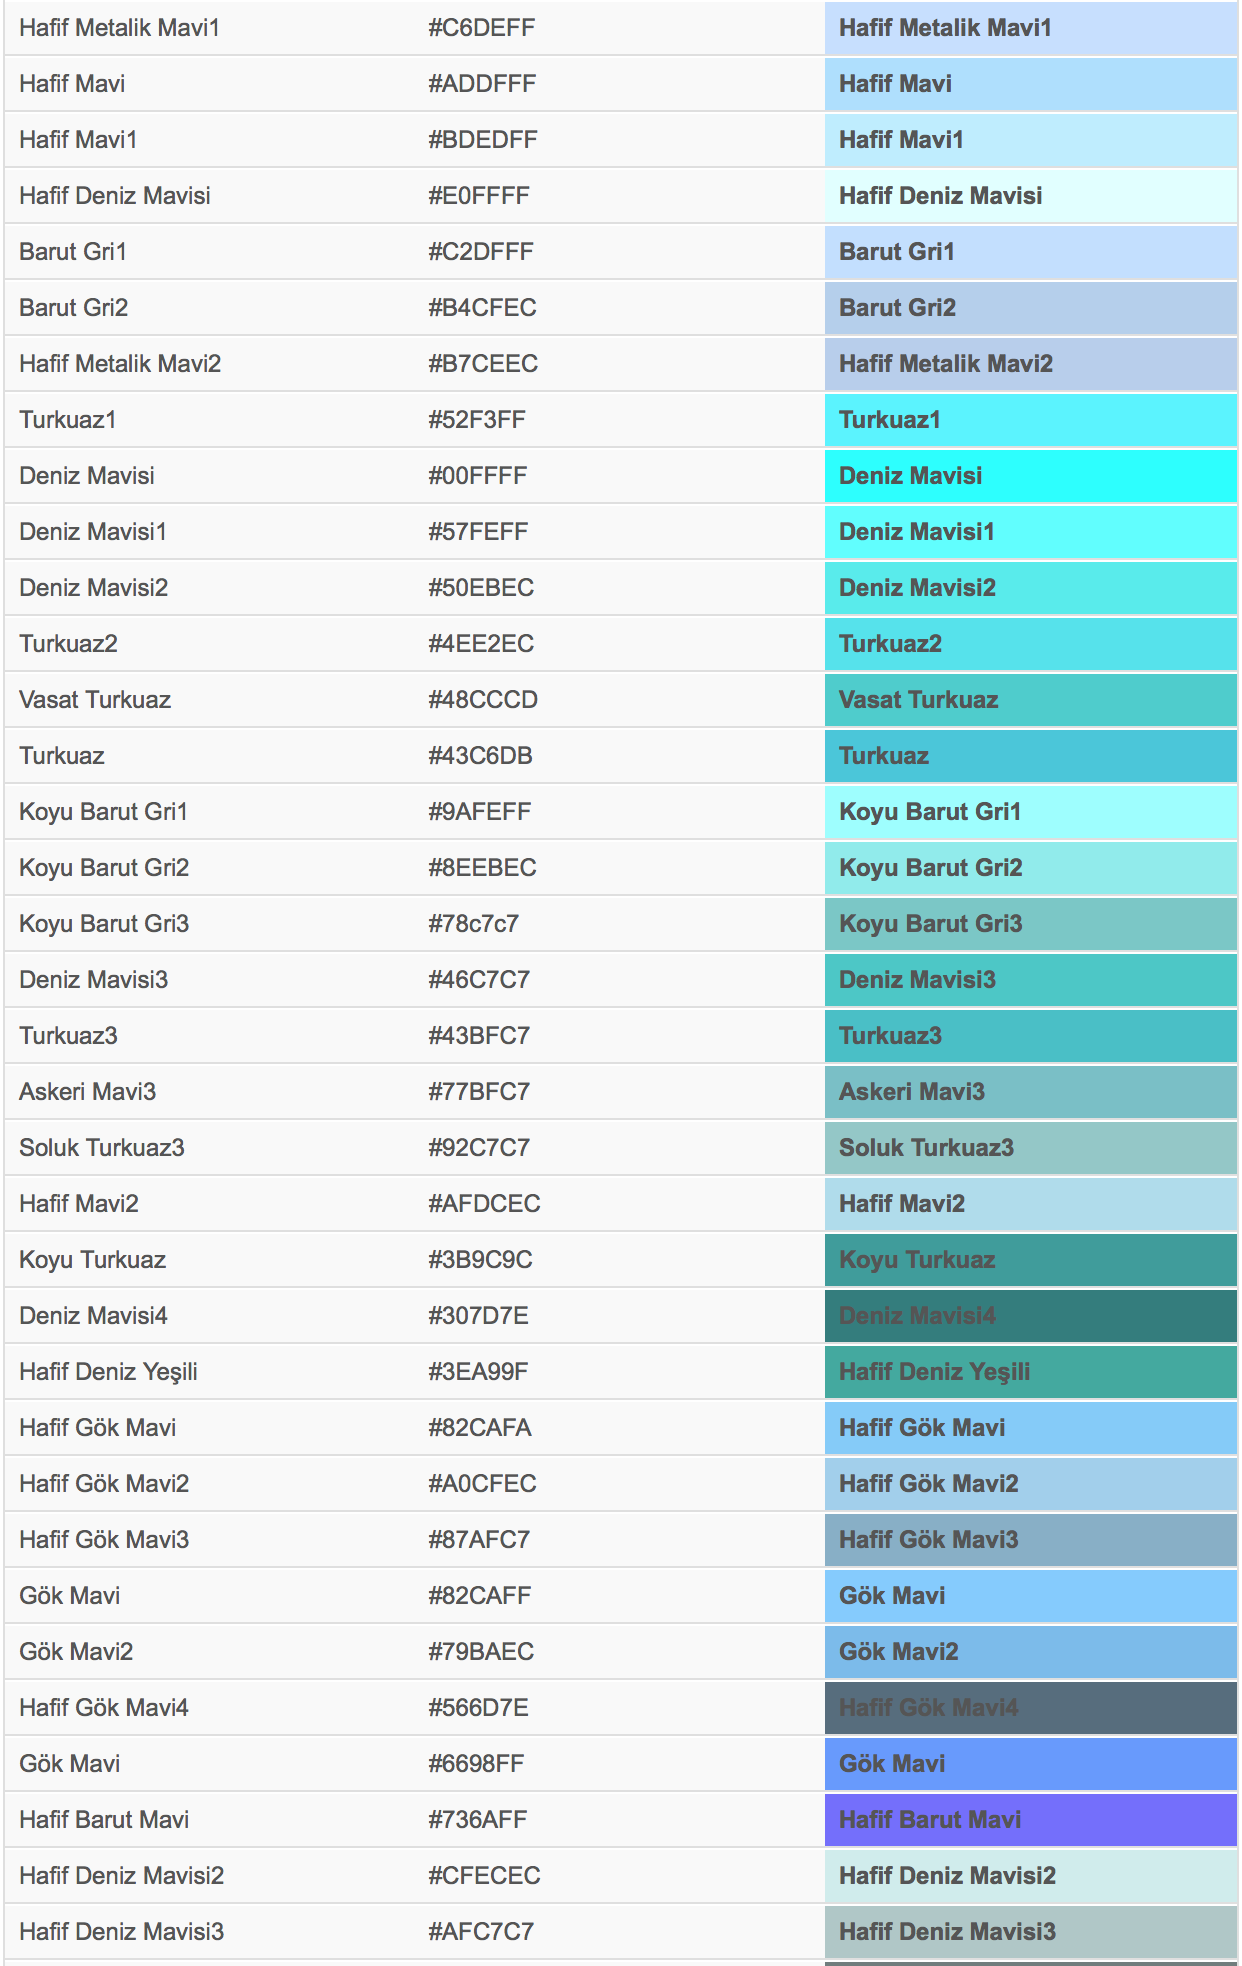 Hafif Metalik Mavi1 #C6DEFF Hafif Metalik Mavi1
Hafif Mavi #ADDFFF Hafif Mavi
Hafif Mavi1 #BDEDFF Hafif Mavi1
Hafif Deniz Mavisi #E0FFFF Hafif Deniz Mavisi
Barut Gri1 #C2DFFF Barut Gri1
Barut Gri2 #B4CFEC Barut Gri2
Hafif Metalik Mavi2 #B7CEEC Hafif Metalik Mavi2
Turkuaz1 #52F3FF Turkuaz1
Deniz Mavisi #00FFFF Deniz Mavisi
Deniz Mavisi1 #57FEFF Deniz Mavisi1
Deniz Mavisi2 #50EBEC Deniz Mavisi2
Turkuaz2 #4EE2EC Turkuaz2
Vasat Turkuaz #48CCCD Vasat Turkuaz
Turkuaz #43C6DB Turkuaz
Koyu Barut Gri1 #9AFEFF Koyu Barut Gri1
Koyu Barut Gri2 #8EEBEC Koyu Barut Gri2
Koyu Barut Gri3 #78c7c7 Koyu Barut Gri3
Deniz Mavisi3 #46C7C7 Deniz Mavisi3
Turkuaz3 #43BFC7 Turkuaz3
Askeri Mavi3 #77BFC7 Askeri Mavi3
Soluk Turkuaz3 #92C7C7 Soluk Turkuaz3
Hafif Mavi2 #AFDCEC Hafif Mavi2
Koyu Turkuaz #3B9C9C Koyu Turkuaz
Deniz Mavisi4 #307D7E Deniz Mavisi4
Hafif Deniz Yeşili #3EA99F Hafif Deniz Yeşili
Hafif Gök Mavi #82CAFA Hafif Gök Mavi
Hafif Gök Mavi2 #A0CFEC Hafif Gök Mavi2
Hafif Gök Mavi3 #87AFC7 Hafif Gök Mavi3
Gök Mavi #82CAFF Gök Mavi
Gök Mavi2 #79BAEC Gök Mavi2
Hafif Gök Mavi4 #566D7E Hafif Gök Mavi4
Gök Mavi #6698FF Gök Mavi
Hafif Barut Mavi #736AFF Hafif Barut Mavi
Hafif Deniz Mavisi2 #CFECEC Hafif Deniz Mavisi2
Hafif Deniz Mavisi3 #AFC7C7 Hafif Deniz Mavisi3